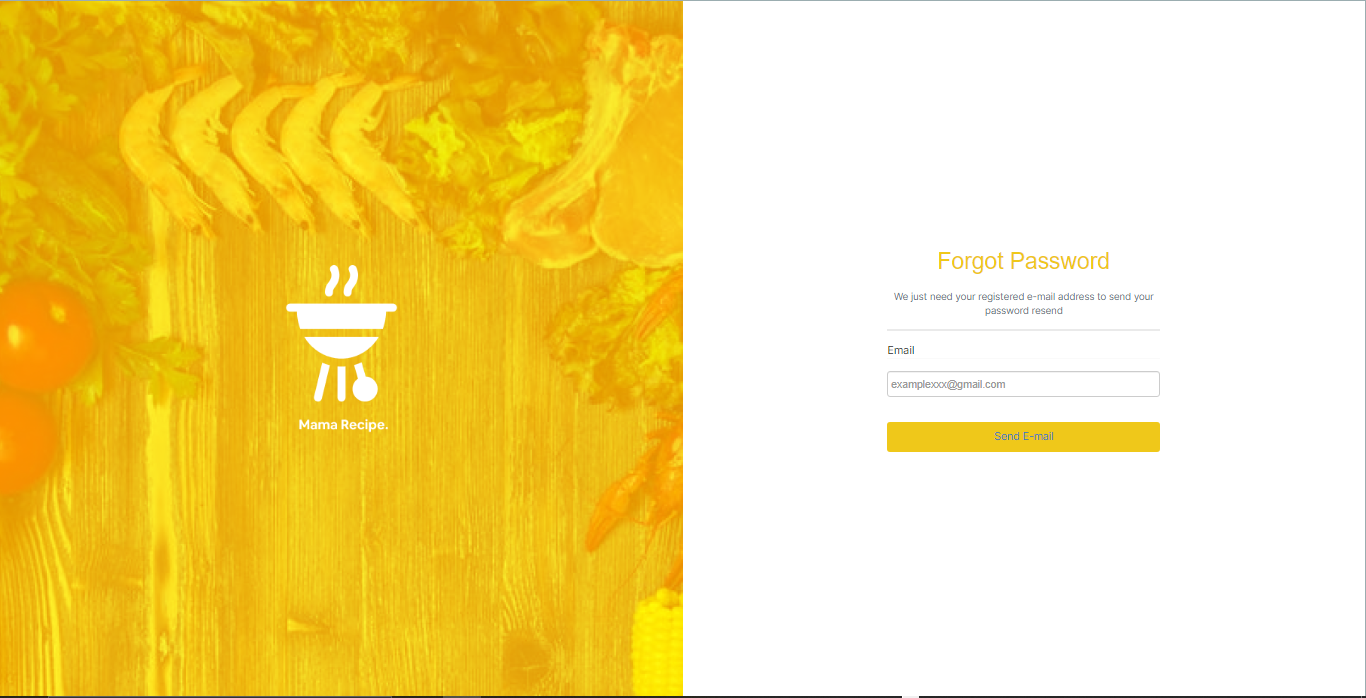 Mama Recipe.
Forgot Password
We just need your registered e-mail address to send your
password resend
Email
examplexxx@gmail.com
Send E-mail